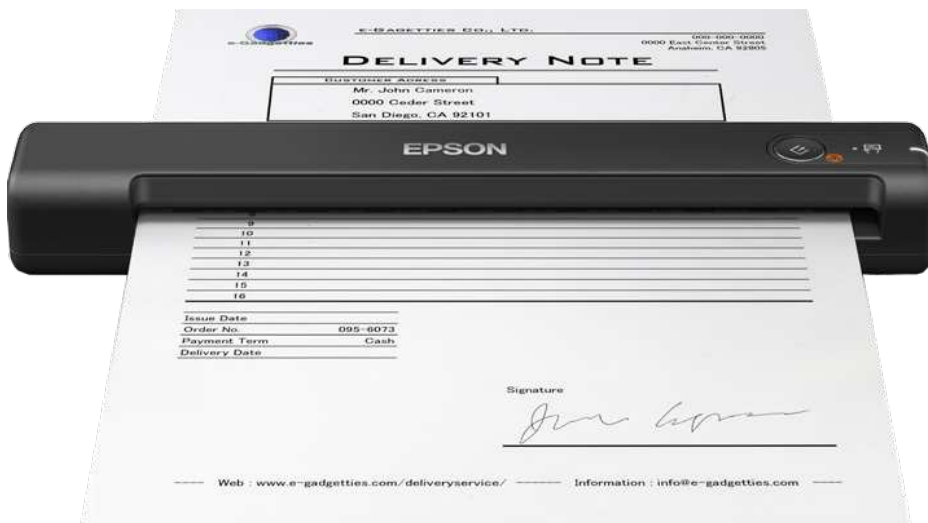 e-Gadgetties
E-GADGETTIES CO., LTD.
000-000-0000
0000 East Center Street
Anaheim, CA 92805
DELIVERY NOTE
CUSTOMER ADRESS
Mr. John Cameron
0000 Ceder Street
San Diego, CA 92101
EPSON
9
10
11
12
13
14
15
16
Issue Date
Order No. 095-6073
Payment Term Cash
Delivery Date
Signature
Web : www.e-gadgetties.com/deliveryservice/ Information : info@e-gadgetties.com